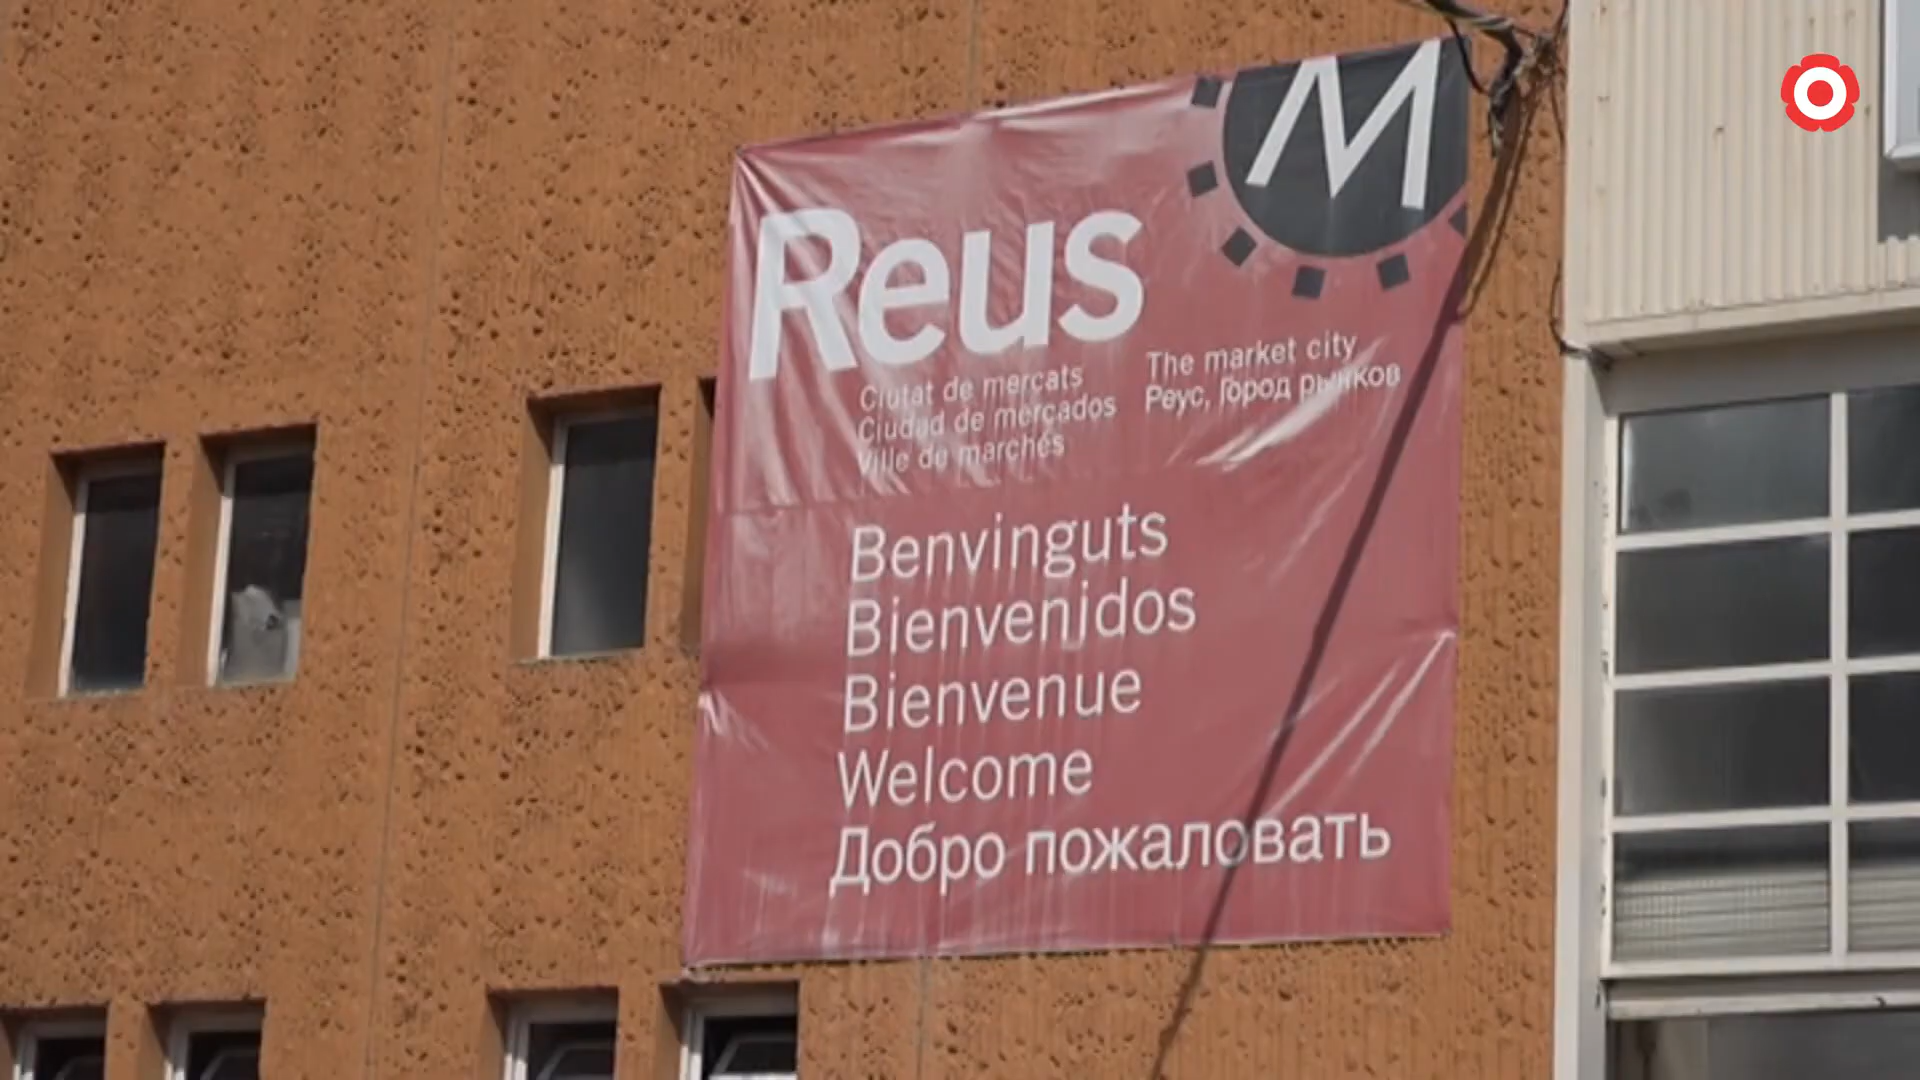 M
Reus
Ciutat de mercats
Ciudad de mercados
Ville de marchés
The market city
Реус, Город рынков
Benvinguts
Bienvenidos
Bienvenue
Welcome
Добро пожаловать